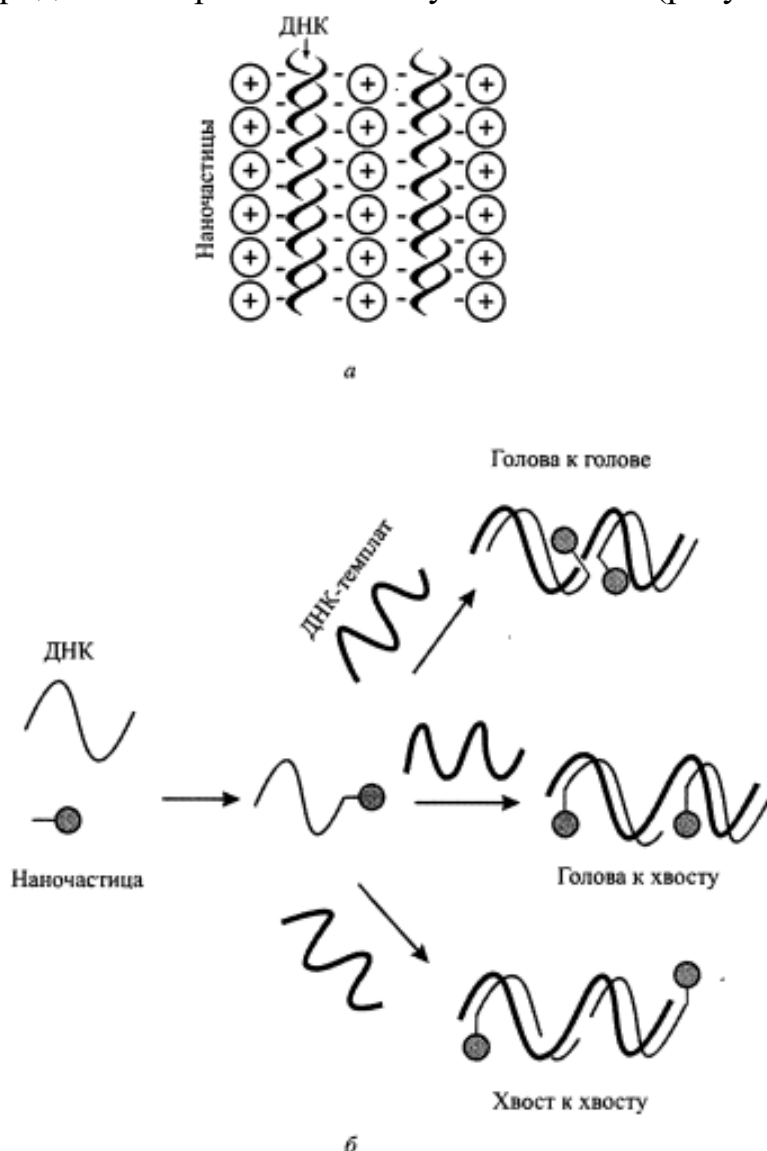 ДНК
Наночастицы
а
Голова к голове
ДНК-темплат
ДНК
Наночастица
Голова к хвосту
Хвост к хвосту
б